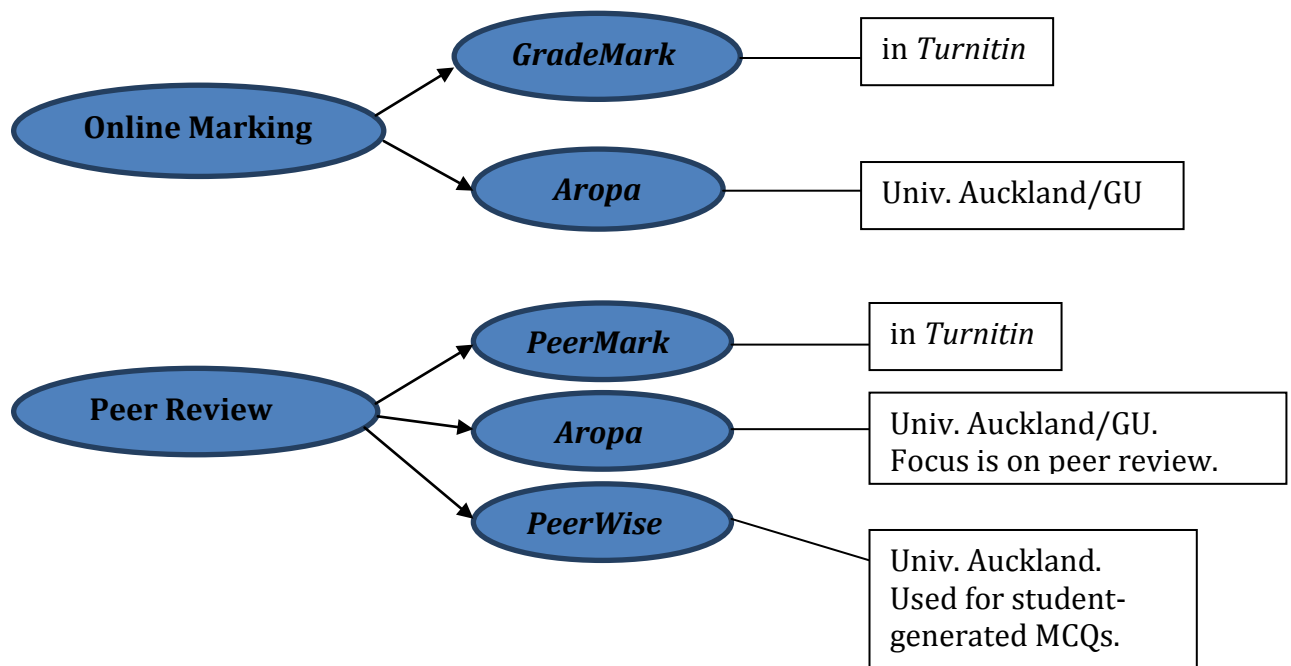 GradeMark
in Turnitin
Online Marking
Aropa
Univ. Auckland/GU
PeerMark
in Turnitin
Peer Review
Aropa
Univ. Auckland/GU.
Focus is on peer review.
PeerWise
Univ. Auckland.
Used for student-
generated MCQs.